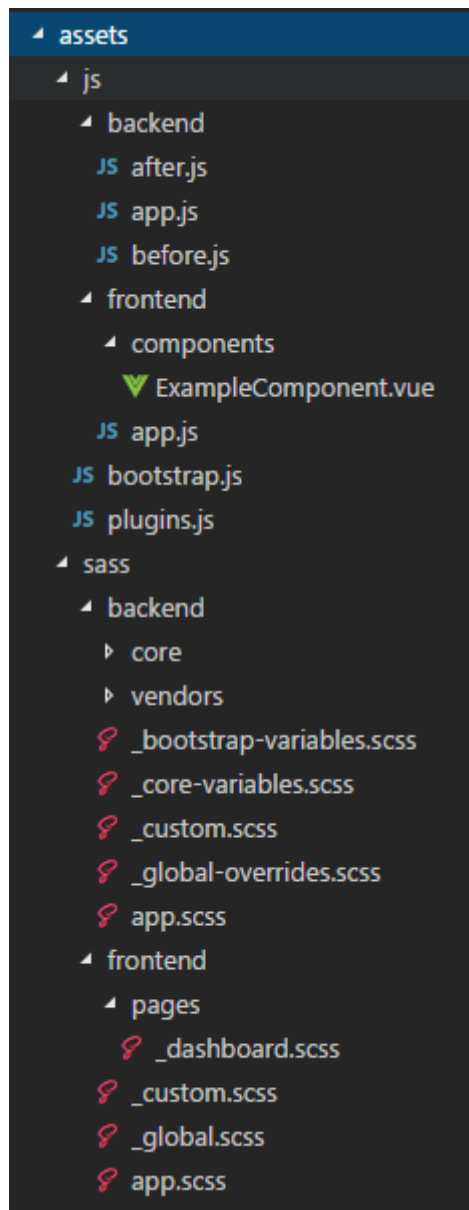 assets
js
backend
JS after.js
JS app.js
JS before.js
frontend
components
ExampleComponent.vue
JS app.js
JS bootstrap.js
JS plugins.js
sass
backend
core
vendors
_bootstrap-variables.scss
_core-variables.scss
_custom.scss
_global-overrides.scss
app.scss
frontend
pages
_dashboard.scss
_custom.scss
_global.scss
app.scss